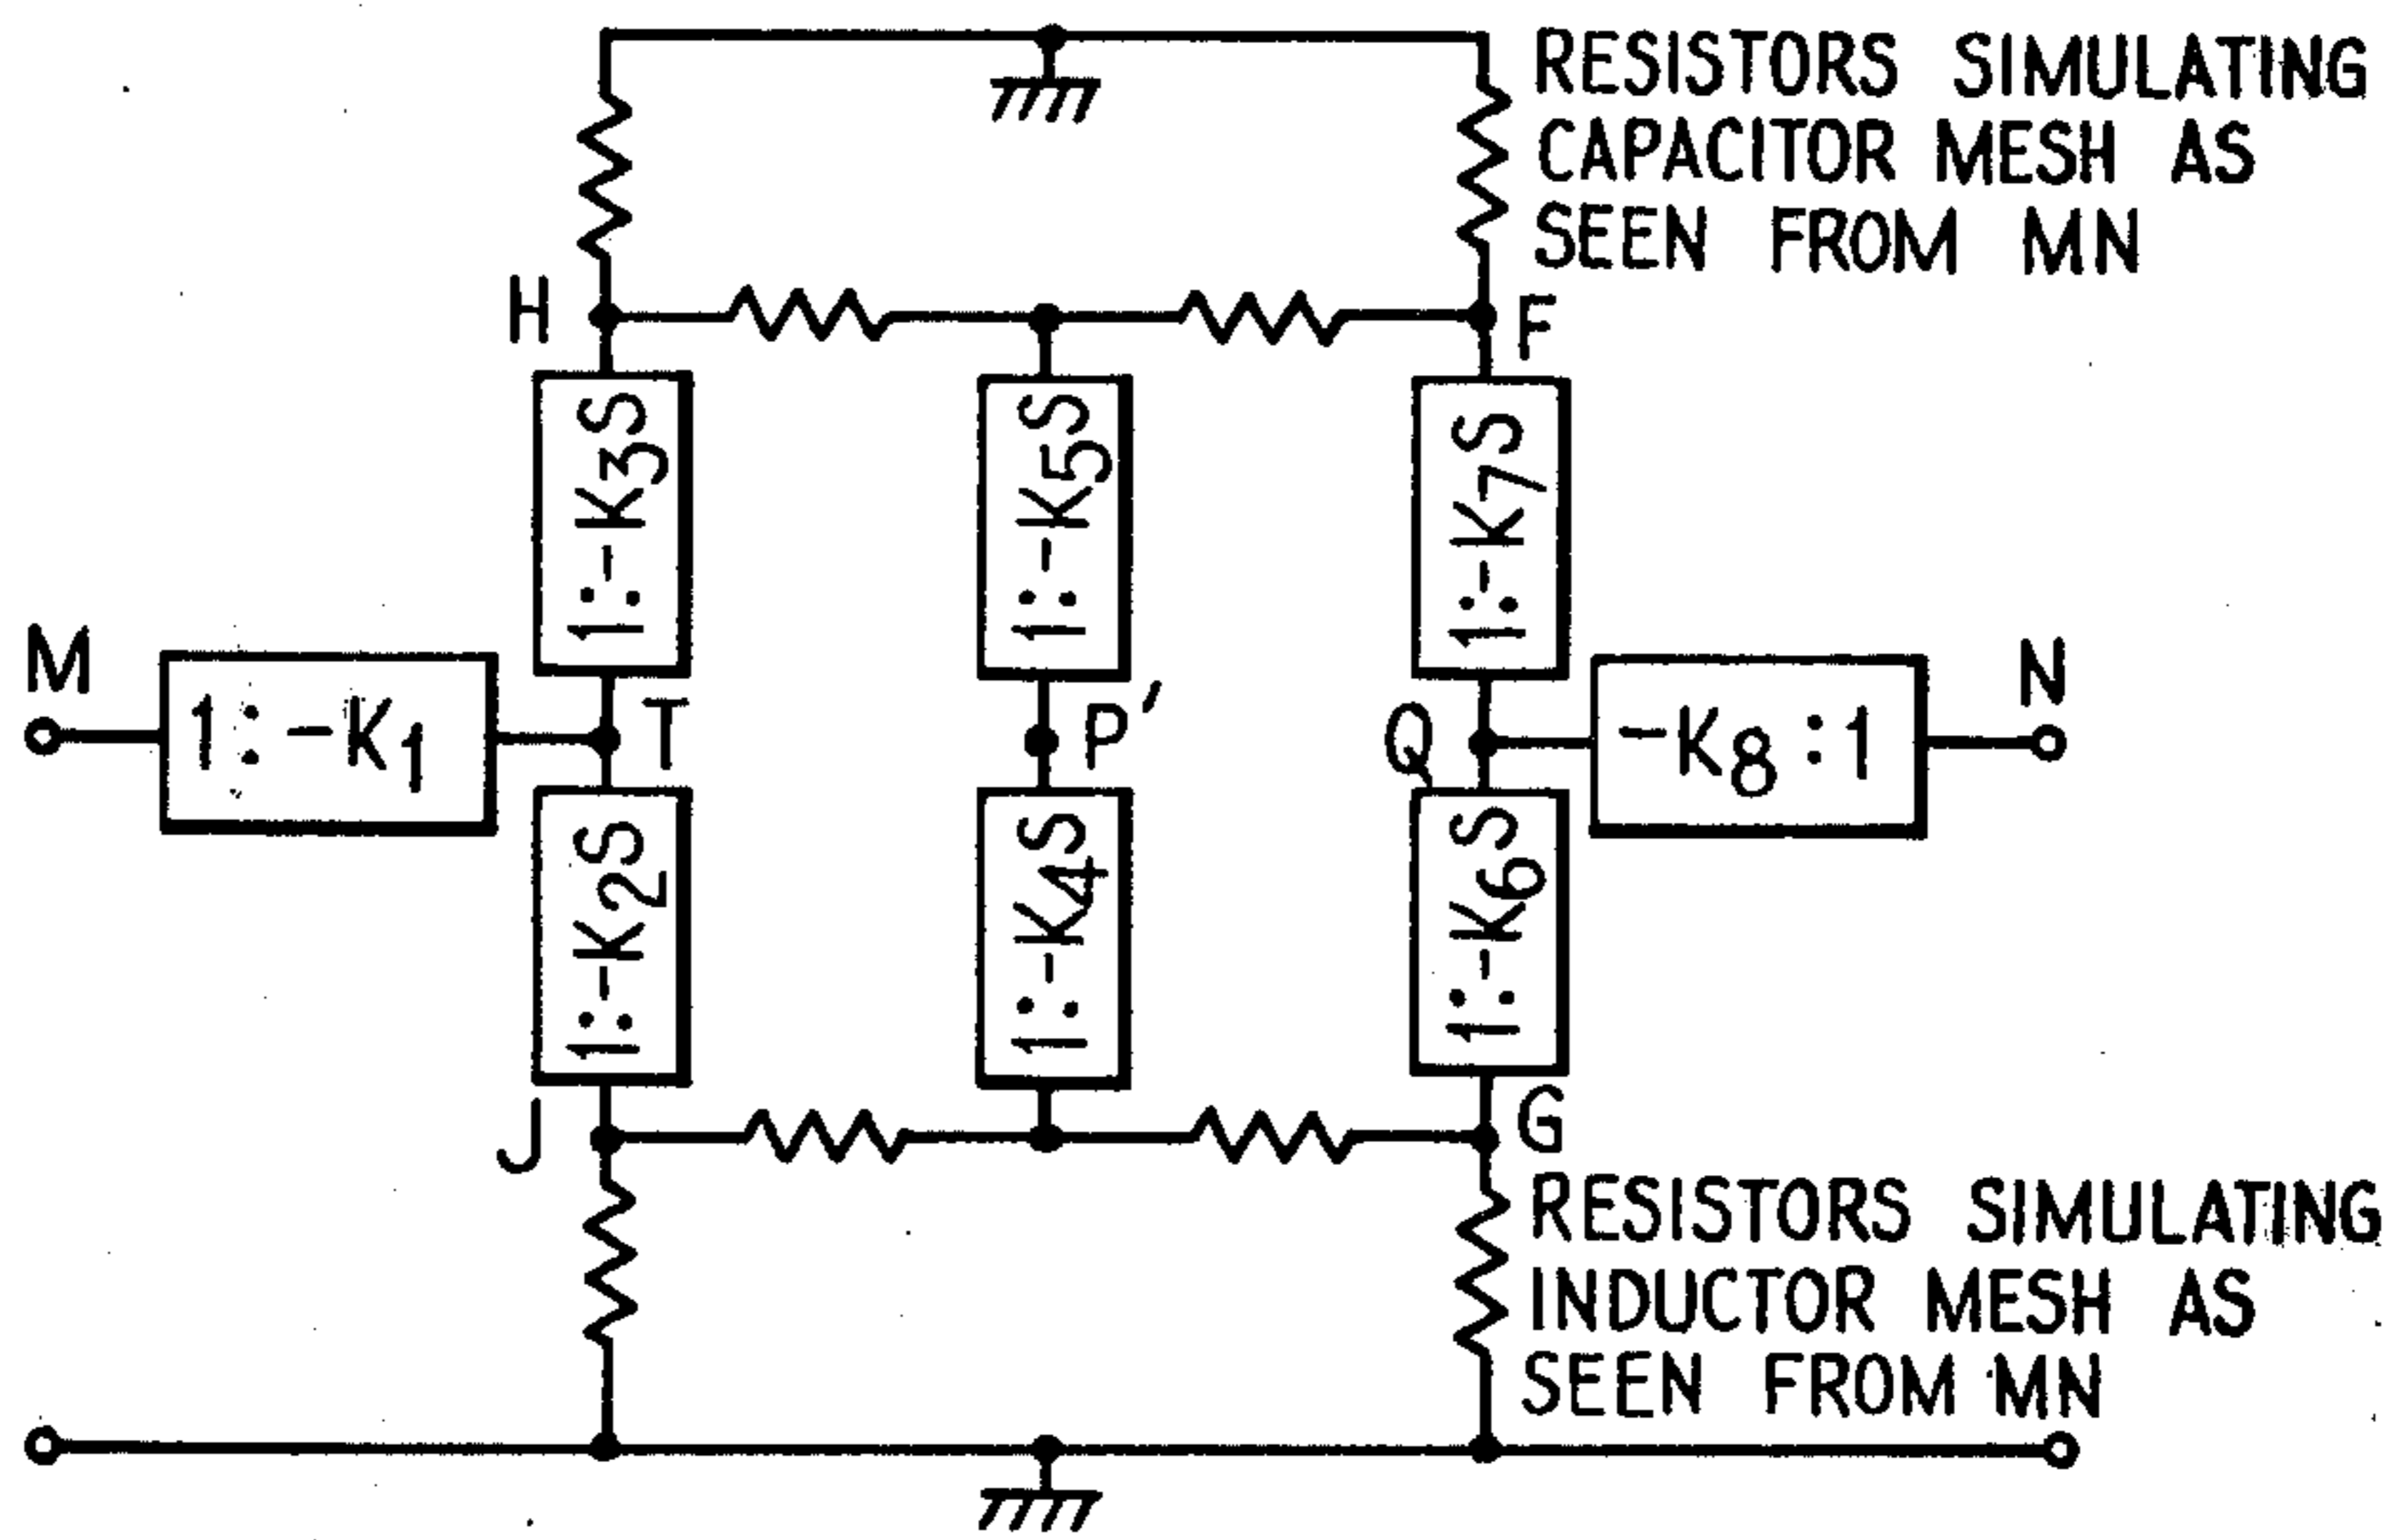 RESISTORS SIMULATING
CAPACITOR MESH AS
SEEN FROM MN
H
F
1:-K3S
1:-K5S
1:-K7S
M
1:-K1
T
P'
Q
-K8:1
N
1:-K2S
1:-K4S
1:-K6S
J
G
RESISTORS SIMULATING
INDUCTOR MESH AS
SEEN FROM MN